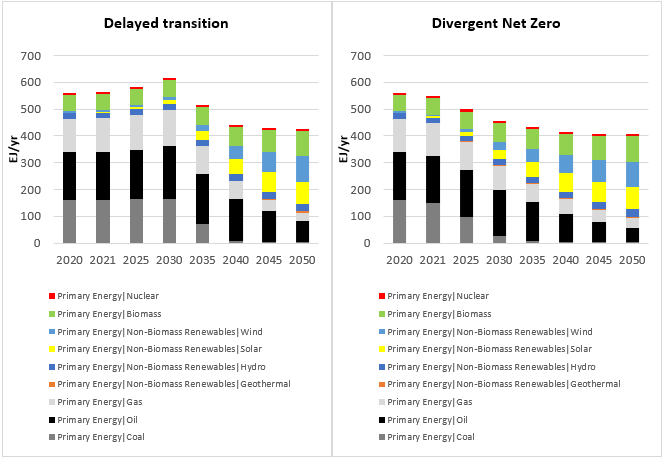 Delayed transition
700
600
500
400
300
200
100
0
EJ/yr
2020 2021 2025 2030 2035 2040 2045 2050
Primary Energy|Nuclear
Primary Energy|Biomass
Primary Energy|Non-Biomass Renewables|Wind
Primary Energy|Non-Biomass Renewables|Solar
Primary Energy|Non-Biomass Renewables|Hydro
Primary Energy|Non-Biomass Renewables|Geothermal
Primary Energy|Gas
Primary Energy|Oil
Primary Energy|Coal
Divergent Net Zero
700
600
500
400
300
200
100
0
EJ/yr
2020 2021 2025 2030 2035 2040 2045 2050
Primary Energy|Nuclear
Primary Energy|Biomass
Primary Energy|Non-Biomass Renewables|Wind
Primary Energy|Non-Biomass Renewables|Solar
Primary Energy|Non-Biomass Renewables|Hydro
Primary Energy|Non-Biomass Renewables|Geothermal
Primary Energy|Gas
Primary Energy|Oil
Primary Energy|Coal